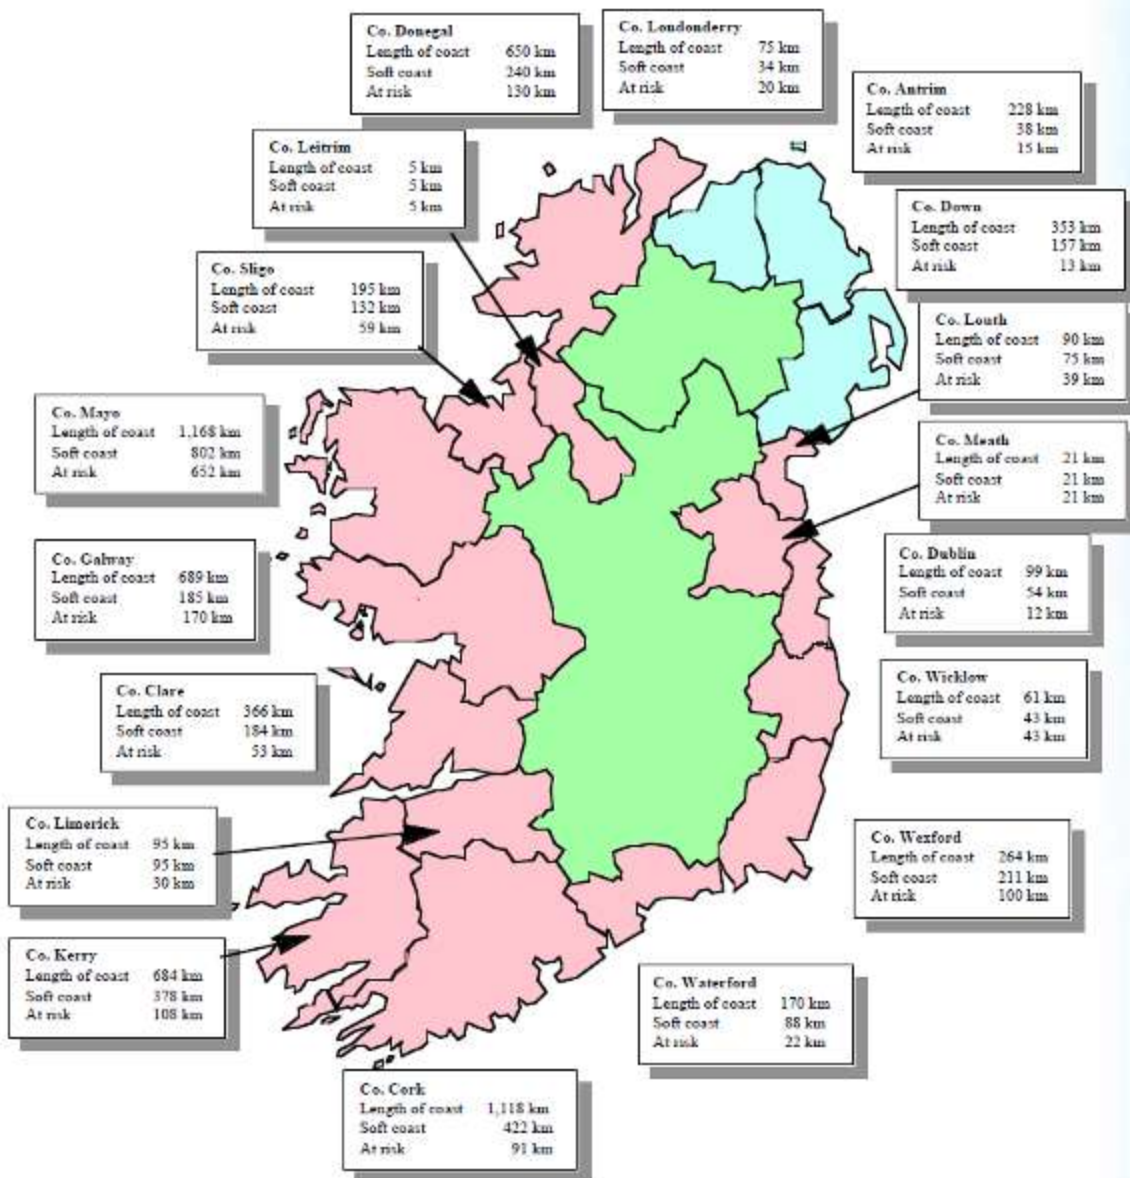 Co. Donegal
Length of coast 650 km
Soft coast 240 km
At risk 130 km
Co. Londonderry
Length of coast 75 km
Soft coast 34 km
At risk 20 km
Co. Antrim
Length of coast 228 km
Soft coast 38 km
At risk 15 km
Co. Leitrim
Length of coast 5 km
Soft coast 5 km
At risk 5 km
Co. Down
Length of coast 353 km
Soft coast 157 km
At risk 13 km
Co. Sligo
Length of coast 195 km
Soft coast 132 km
At risk 59 km
Co. Louth
Length of coast 90 km
Soft coast 75 km
At risk 39 km
Co. Mayo
Length of coast 1,168 km
Soft coast 802 km
At risk 652 km
Co. Meath
Length of coast 21 km
Soft coast 21 km
At risk 21 km
Co. Galway
Length of coast 689 km
Soft coast 185 km
At risk 170 km
Co. Dublin
Length of coast 99 km
Soft coast 54 km
At risk 12 km
Co. Clare
Length of coast 366 km
Soft coast 184 km
At risk 53 km
Co. Wicklow
Length of coast 61 km
Soft coast 43 km
At risk 43 km
Co. Limerick
Length of coast 95 km
Soft coast 95 km
At risk 30 km
Co. Wexford
Length of coast 264 km
Soft coast 211 km
At risk 100 km
Co. Kerry
Length of coast 684 km
Soft coast 378 km
At risk 108 km
Co. Waterford
Length of coast 170 km
Soft coast 88 km
At risk 22 km
Co. Cork
Length of coast 1,118 km
Soft coast 422 km
At risk 91 km